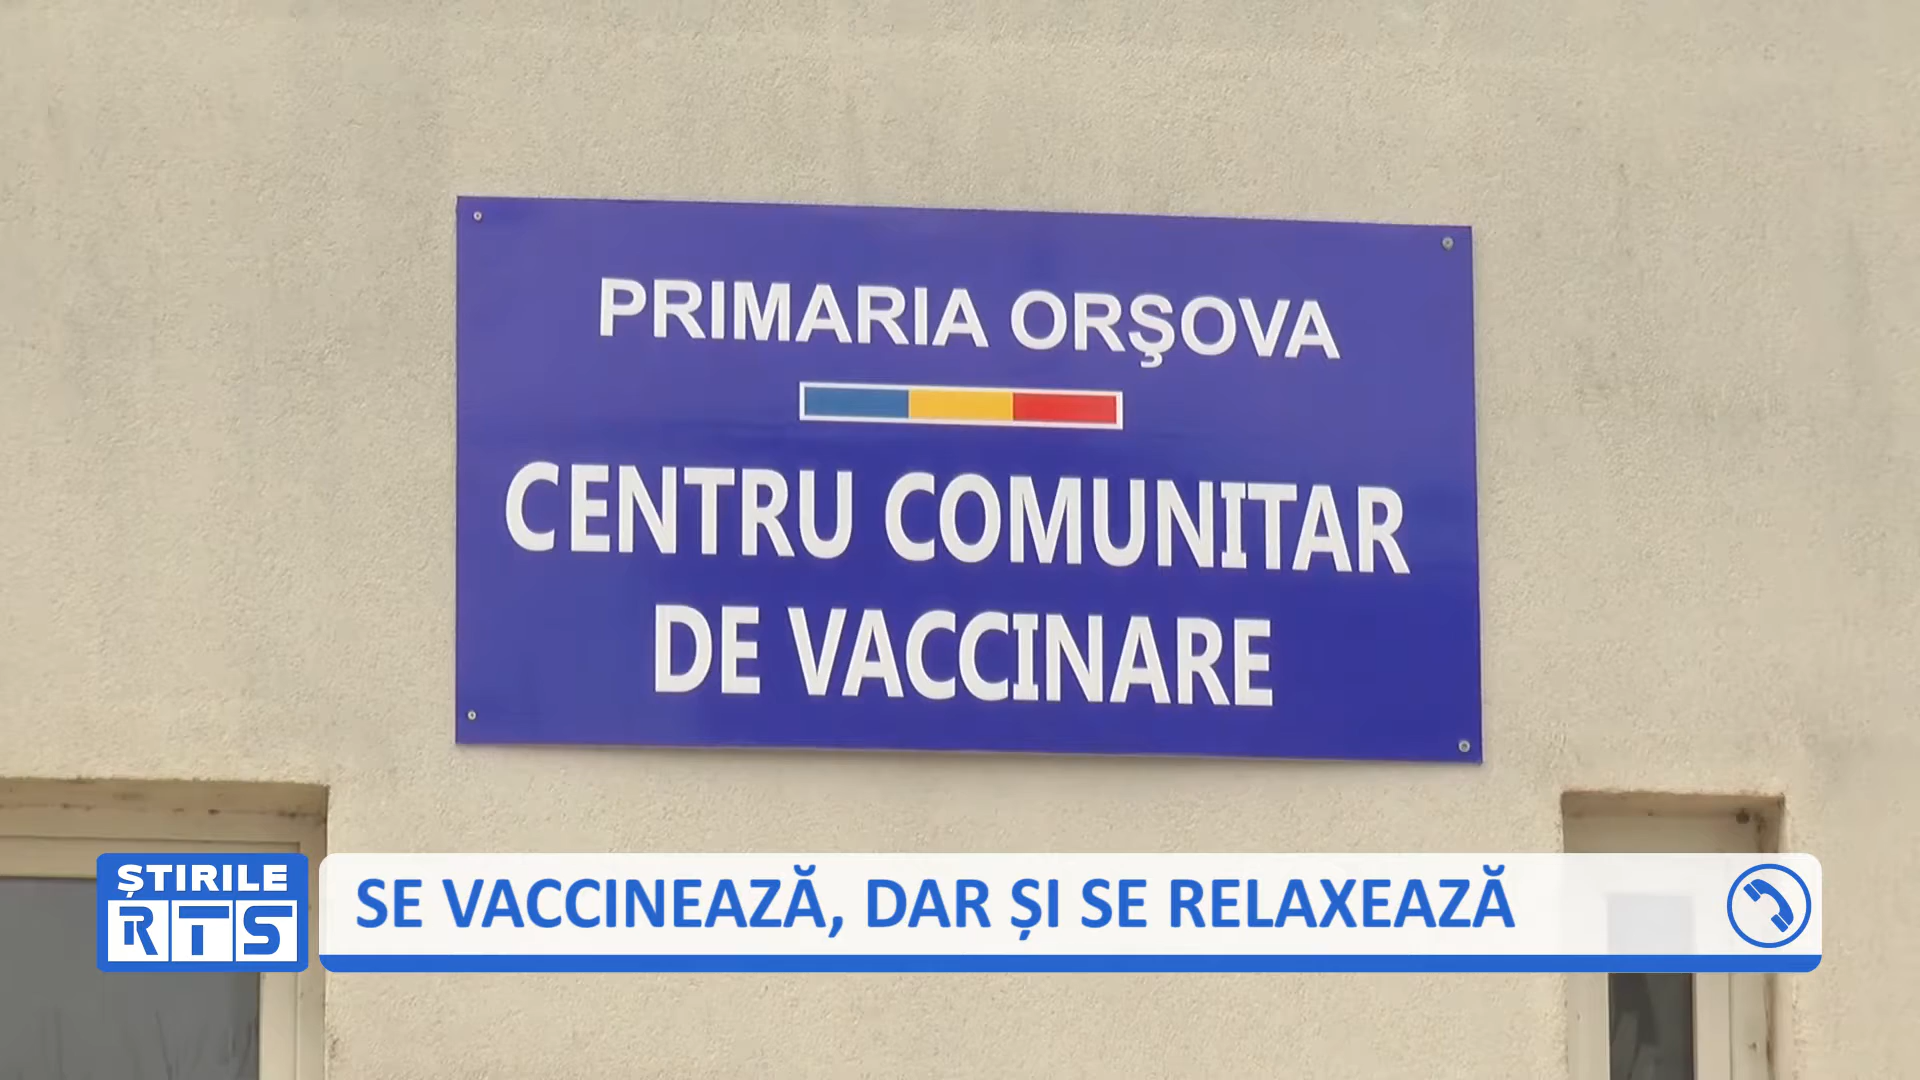 PRIMARIA ORŞOVA
CENTRU COMUNITAR
DE VACCINARE
ȘTIRILE
RTS
SE VACCINEAZĂ, DAR ȘI SE RELAXEAZĂ